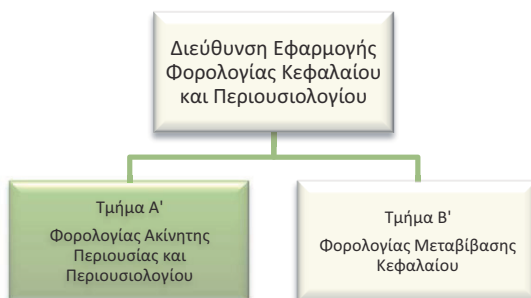 Διεύθυνση Εφαρμογής
Φορολογίας Κεφαλαίου
και Περιουσιολογίου
Τμήμα Α'
Φορολογίας Ακίνητης
Περιουσίας και
Περιουσιολογίου
Τμήμα Β'
Φορολογίας Μεταβίβασης
Κεφαλαίου